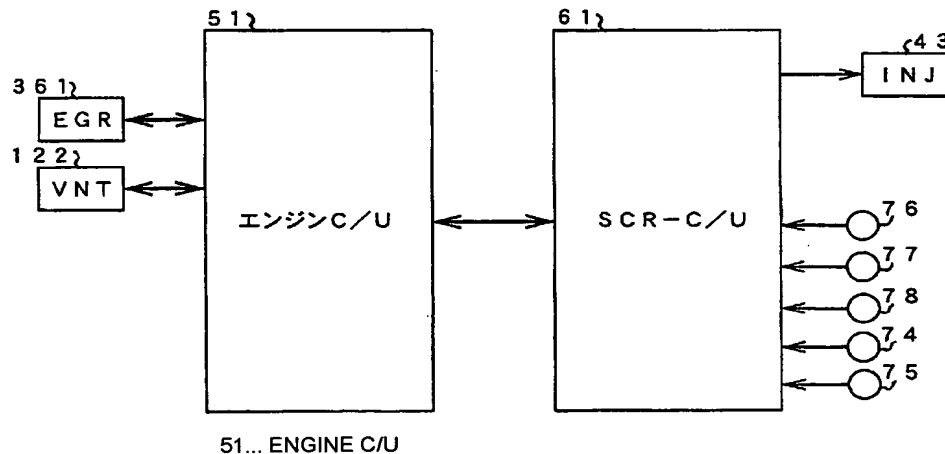 51
61
43
INJ
361
EGR
122
VNT
エンジンC/U
SCR-C/U
76
77
78
74
75
51... ENGINE C/U